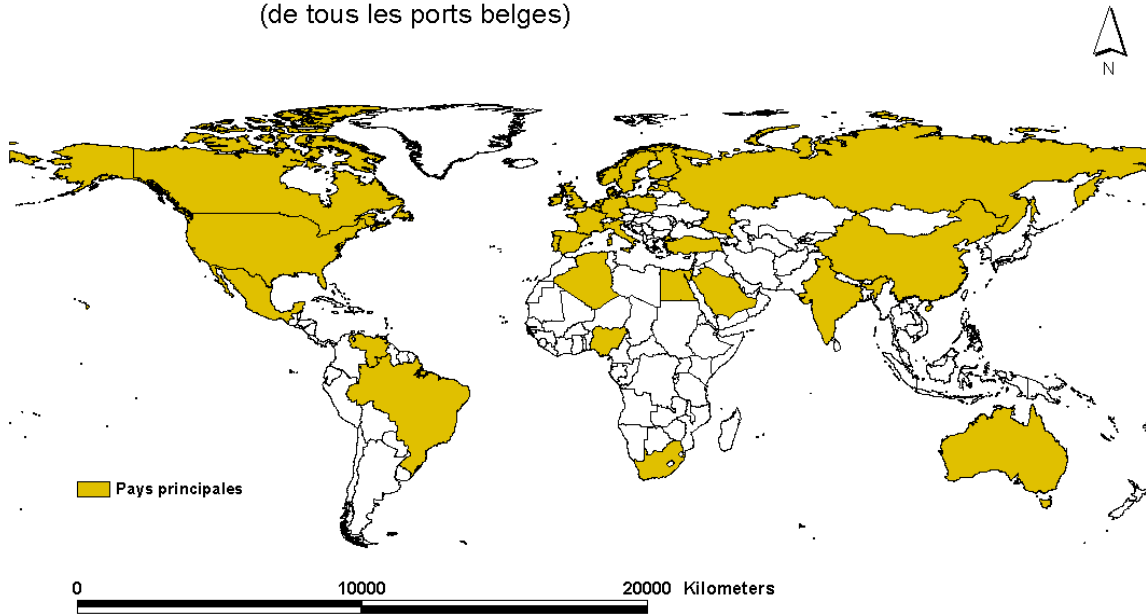 (de tous les ports belges)
N
Pays principales
0 10000 20000 Kilometers